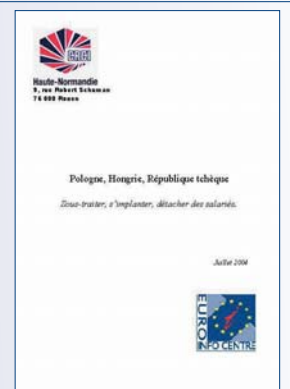 CRCI
Haute-Normandie
9, rue Robert Schuman
76 000 Rouen
Pologne, Hongrie, République tchèque
Sous-traiter, s'implanter, détacher des salariés.
Juillet 2004
EURO
INFO CENTRE